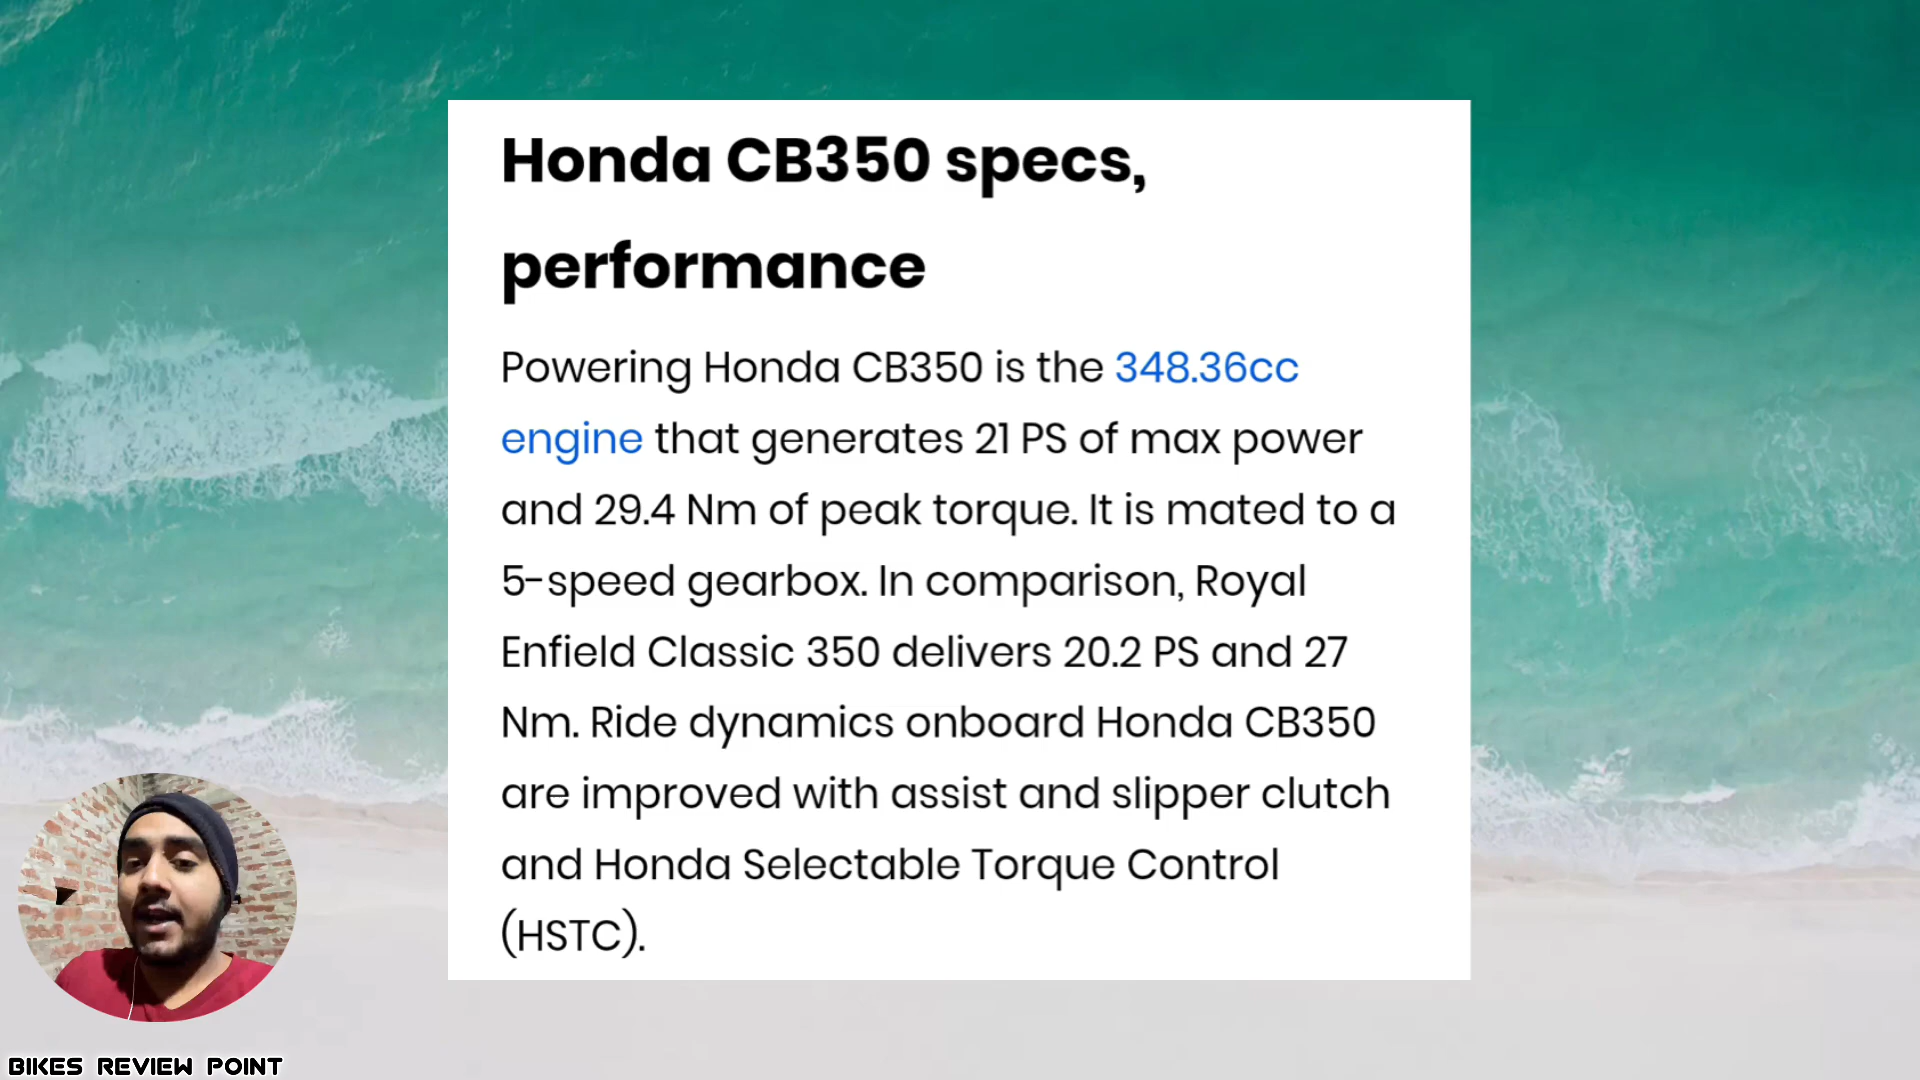 Honda CB350 specs,
performance
Powering Honda CB350 is the 348.36cc
engine that generates 21 PS of max power
and 29.4 Nm of peak torque. It is mated to a
5-speed gearbox. In comparison, Royal
Enfield Classic 350 delivers 20.2 PS and 27
Nm. Ride dynamics onboard Honda CB350
are improved with assist and slipper clutch
and Honda Selectable Torque Control
(HSTC).
BIKES REVIEW POINT